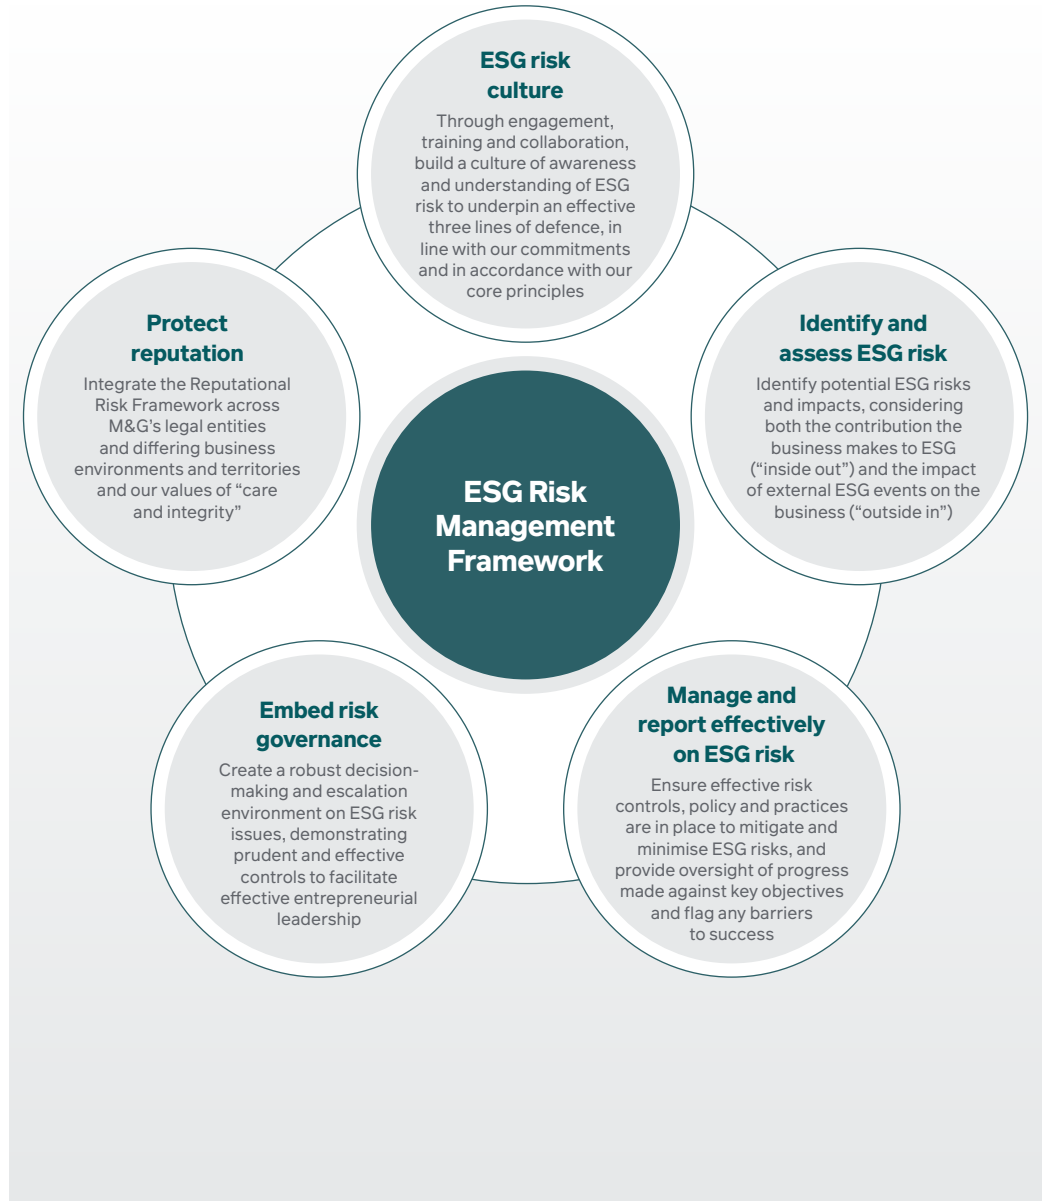 ESG risk
culture
Through engagement,
training and collaboration,
build a culture of awareness
and understanding of ESG
risk to underpin an effective
three lines of defence, in
line with our commitments
and in accordance with our
core principles
Protect
reputation
Integrate the Reputational
Risk Framework across
M&G’s legal entities
and differing business
environments and territories
and our values of “care
and integrity”
Identify and
assess ESG risk
Identify potential ESG risks
and impacts, considering
both the contribution the
business makes to ESG
(“inside out”) and the impact
of external ESG events on the
business (“outside in”)
ESG Risk
Management
Framework
Embed risk
governance
Create a robust decision-
making and escalation
environment on ESG risk
issues, demonstrating
prudent and effective
controls to facilitate
effective entrepreneurial
leadership
Manage and
report effectively
on ESG risk
Ensure effective risk
controls, policy and practices
are in place to mitigate and
minimise ESG risks, and
provide oversight of progress
made against key objectives
and flag any barriers
to success